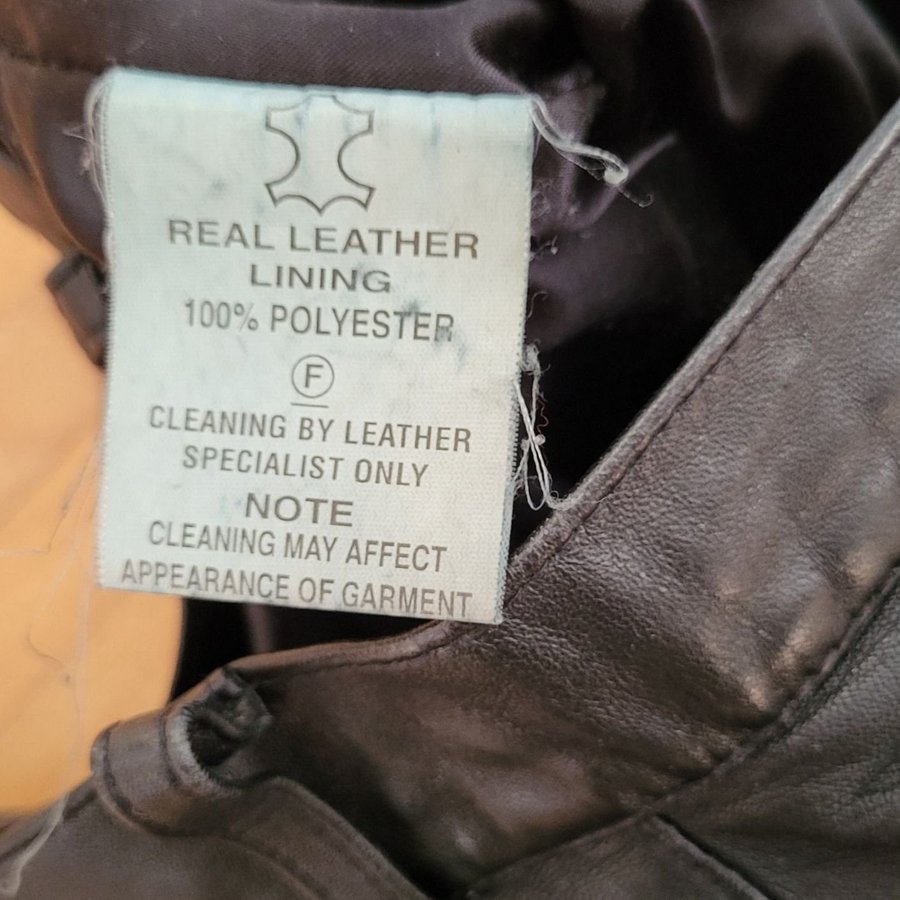 REAL LEATHER
LINING
100% POLYESTER
F
CLEANING BY LEATHER
SPECIALIST ONLY
NOTE
CLEANING MAY AFFECT
APPEARANCE OF GARMENT